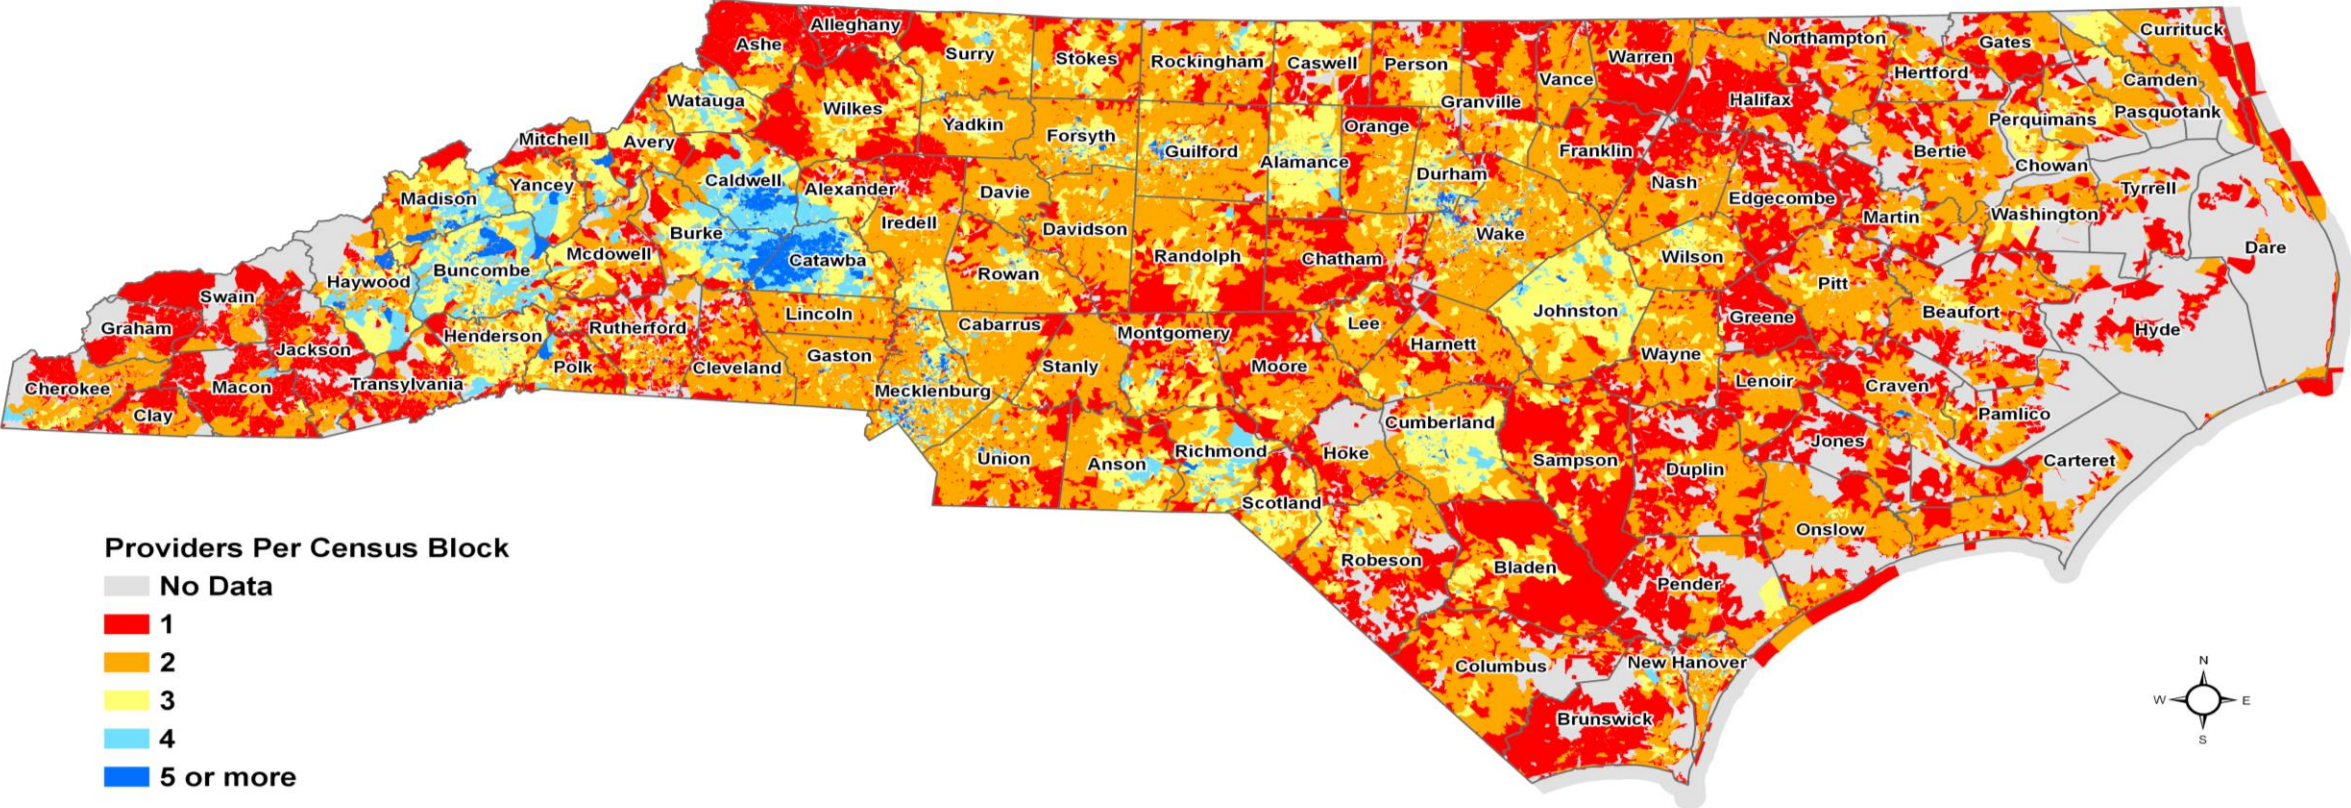 Alleghany
Ashe
Surry
Stokes
Rockingham
Caswell
Person
Granville
Vance
Warren
Northampton
Gates
Currituck
Hertford
Camden
Halifax
Pasquotank
Perquimans
Watauga
Wilkes
Yadkin
Forsyth
Guilford
Alamance
Orange
Durham
Franklin
Bertie
Chowan
Mitchell
Avery
Caldwell
Alexander
Davie
Nash
Edgecombe
Tyrrell
Yancey
Madison
Iredell
Davidson
Martin
Washington
Burke
Wake
Dare
Mcdowell
Catawba
Rowan
Randolph
Chatham
Wilson
Buncombe
Haywood
Pitt
Swain
Johnston
Greene
Beaufort
Hyde
Graham
Rutherford
Lincoln
Cabarrus
Lee
Montgomery
Henderson
Jackson
Gaston
Harnett
Wayne
Polk
Cleveland
Stanly
Moore
Lenoir
Craven
Cherokee
Macon
Transylvania
Mecklenburg
Clay
Pamlico
Cumberland
Jones
Union
Anson
Richmond
Hoke
Sampson
Duplin
Carteret
Scotland
Onslow
Robeson
Bladen
Pender
Columbus
New Hanover
Brunswick
Providers Per Census Block
No Data
1
2
3
4
5 or more
N
W E
S